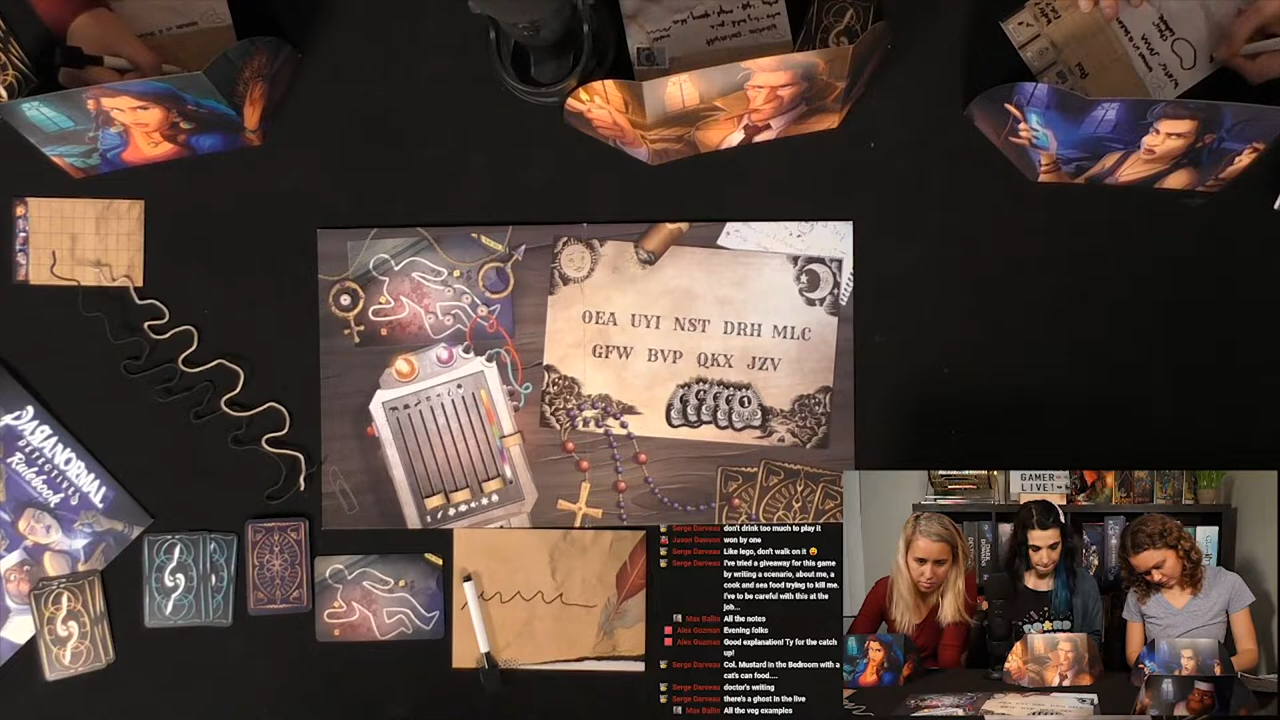 OEA UYI NST DRH MLC
GFW BVP QKX JZV
PARANORMAL
DETECTIVES
Rulebook
GAMER
LIVE!
Serge Darveau don't drink too much to play it
Jason Dawson won by one
Serge Darveau Like lego, don't walk on it
Serge Darveau I've tried a giveaway for this game
by writing a scenario, about me, a
cook and sea food trying to kill me.
I've to be careful with this at the
job...
Max Ballin All the notes
Alex Guzman Evening folks
Alex Guzman Good explanation! Ty for the catch
up!
Serge Darveau Col. Mustard in the Bedroom with a
cat's can food....
Serge Darveau doctor's writing
Serge Darveau there's a ghost in the live
Max Ballin All the veg examples